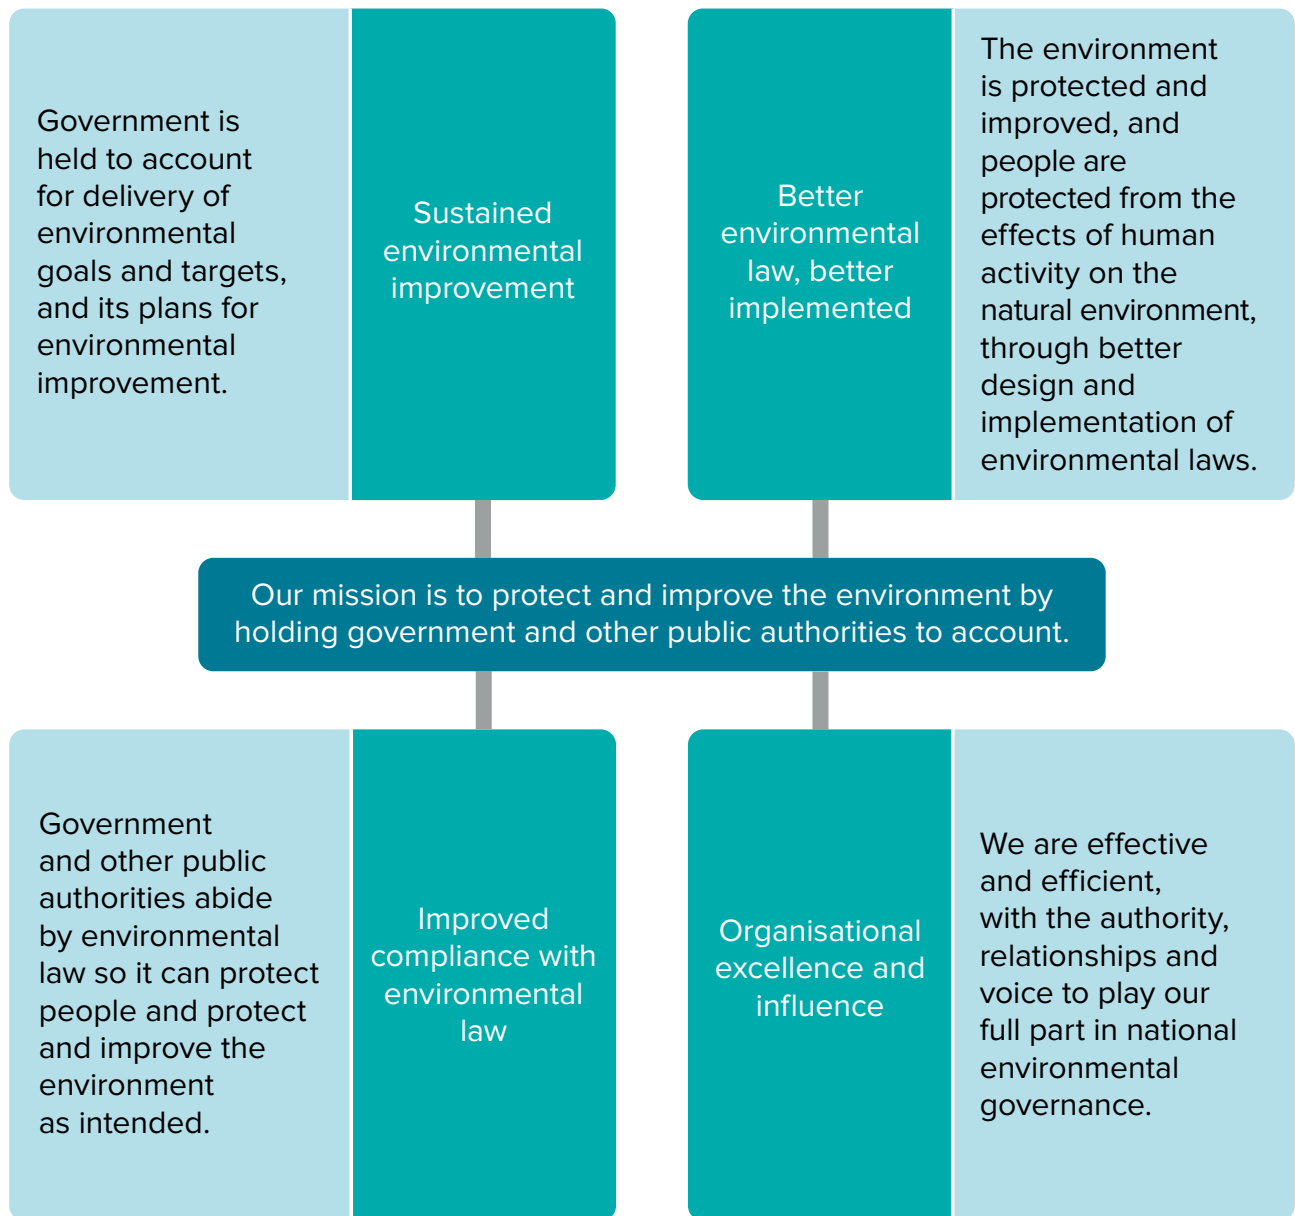 Government is
held to account
for delivery of
environmental
goals and targets,
and its plans for
environmental
improvement.
Sustained
environmental
improvement
Better
environmental
law, better
implemented
The environment
is protected and
improved, and
people are
protected from the
effects of human
activity on the
natural environment,
through better
design and
implementation of
environmental laws.
Our mission is to protect and improve the environment by
holding government and other public authorities to account.
Government
and other public
authorities abide
by environmental
law so it can protect
people and protect
and improve the
environment
as intended.
Improved
compliance with
environmental
law
Organisational
excellence and
influence
We are effective
and efficient,
with the authority,
relationships and
voice to play our
full part in national
environmental
governance.